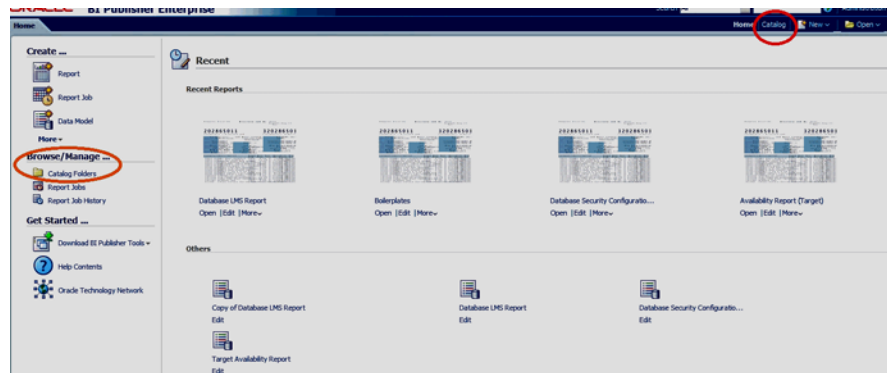 BI Publisher Enterprise
Search
Home
Home Catalog New Open
Create ...
Report
Report Job
Data Model
More
Browse/Manage ...
Catalog Folders
Report Jobs
Report Job History
Get Started ...
Download BI Publisher Tools
Help Contents
Oracle Technology Network
Recent
Recent Reports
Database LMS Report
Open |Edit |More
Boilerplates
Open |Edit |More
Database Security Configuratio...
Open |Edit |More
Availability Report (Target)
Open |Edit |More
Others
Copy of Database LMS Report
Edit
Database LMS Report
Edit
Database Security Configuratio...
Edit
Target Availability Report
Edit